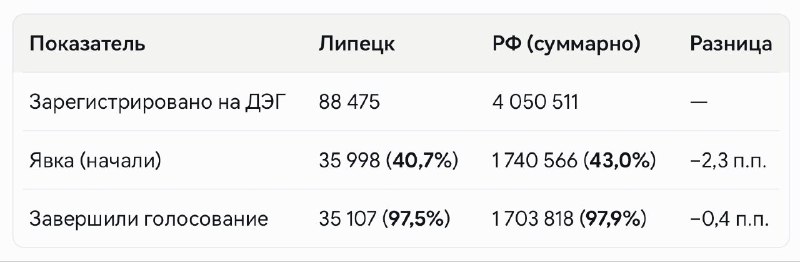 Показатель Липецк РФ (суммарно) Разница
Зарегистрировано на ДЭГ 88 475 4 050 511 —
Явка (начали) 35 998 (40,7%) 1 740 566 (43,0%) −2,3 п.п.
Завершили голосование 35 107 (97,5%) 1 703 818 (97,9%) −0,4 п.п.